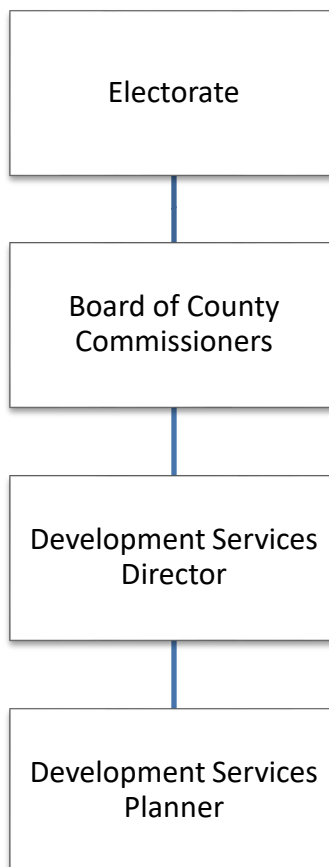 Electorate
Board of County
Commissioners
Development Services
Director
Development Services
Planner